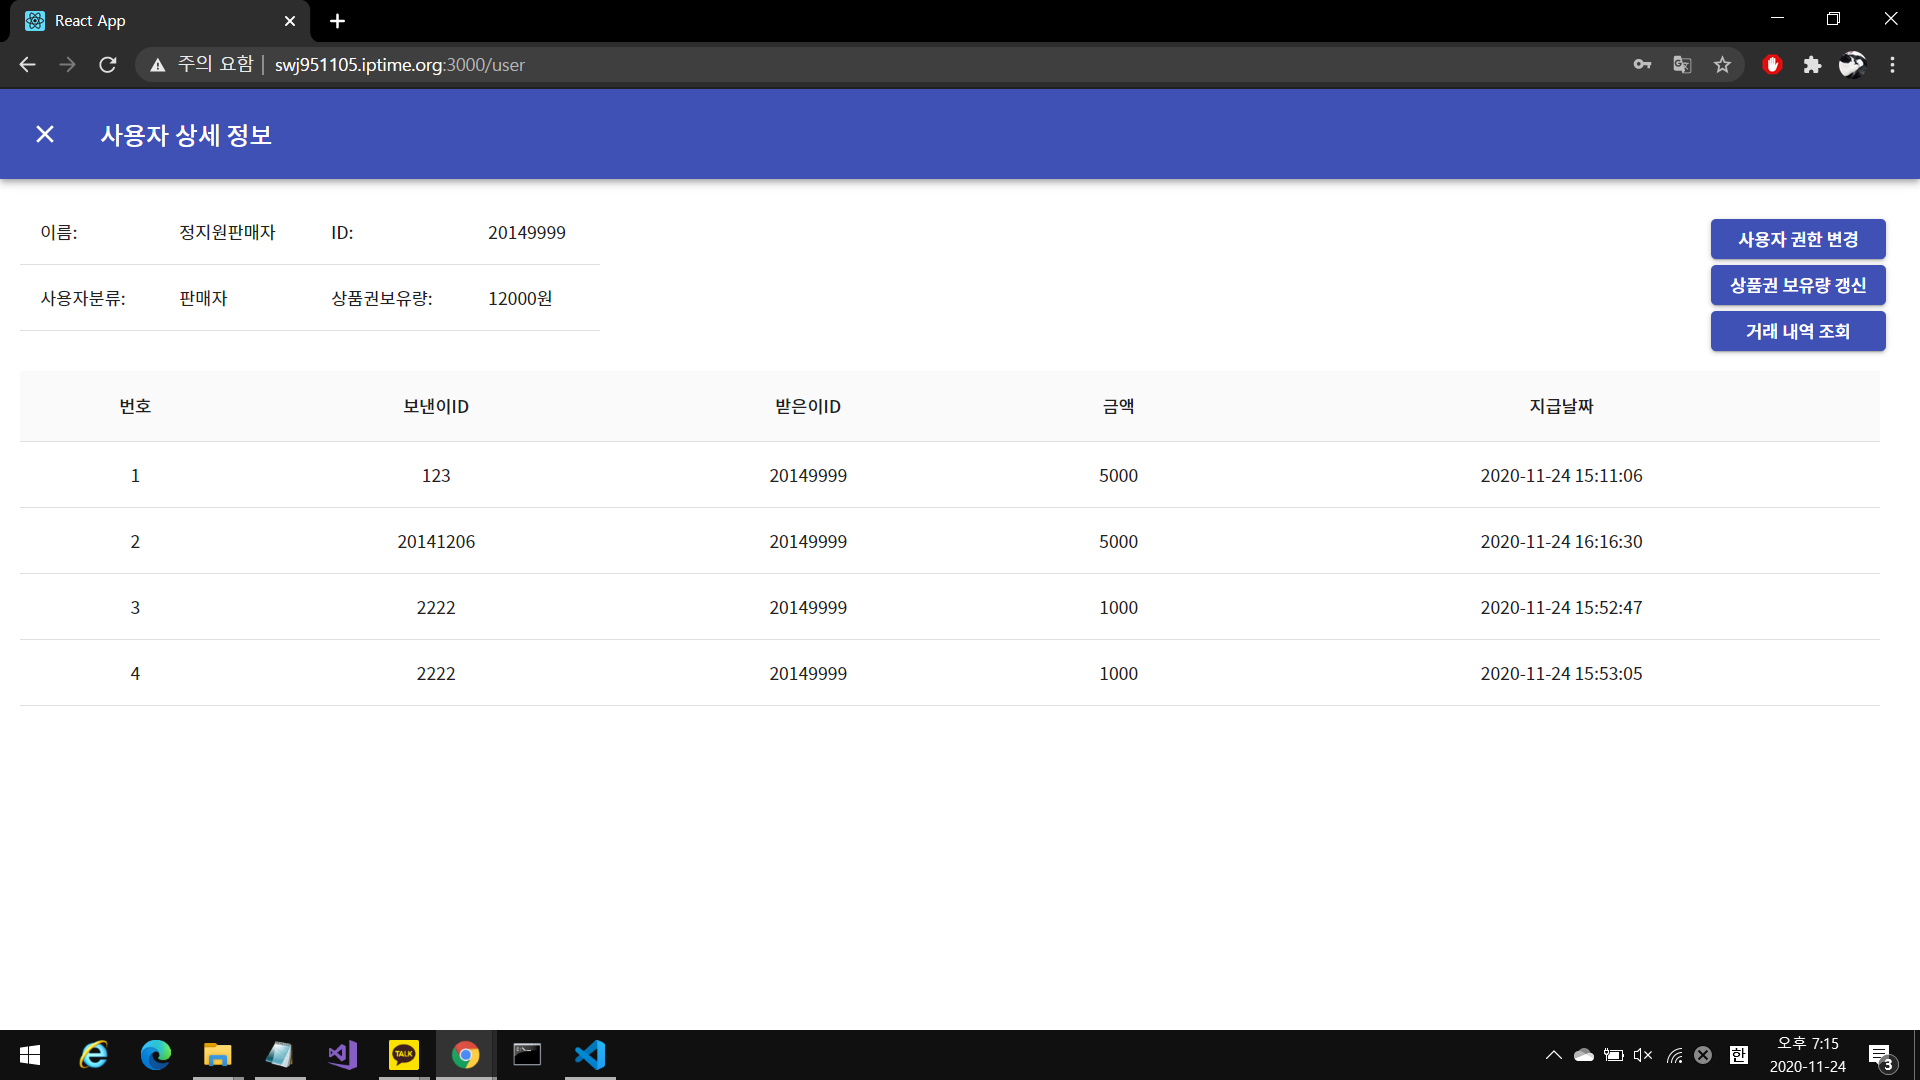 React App
주의 요함 | swj951105.iptime.org:3000/user
사용자 상세 정보
이름: 정지원판매자 ID: 20149999
사용자분류: 판매자 상품권보유량: 12000원
사용자 권한 변경
상품권 보유량 갱신
거래 내역 조회
번호 보낸이ID 받은이ID 금액 지급날짜
1 123 20149999 5000 2020-11-24 15:11:06
2 20141206 20149999 5000 2020-11-24 16:16:30
3 2222 20149999 1000 2020-11-24 15:52:47
4 2222 20149999 1000 2020-11-24 15:53:05
TALK
한
오후 7:15
2020-11-24
3